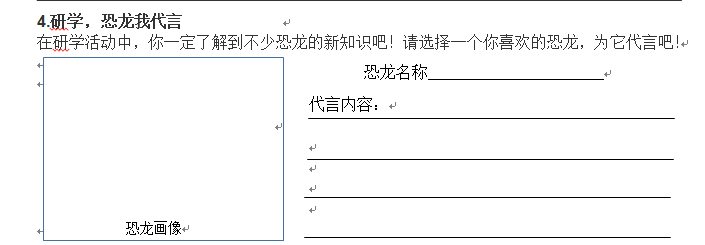 4.研学，恐龙我代言
在研学活动中，你一定了解到不少恐龙的新知识吧！请选择一个你喜欢的恐龙，为它代言吧!
恐龙名称
代言内容：
恐龙画像